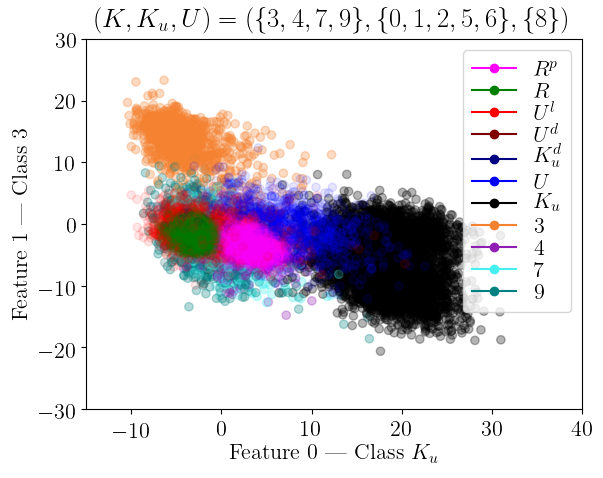 (K, K_u, U) = ({3, 4, 7, 9}, {0, 1, 2, 5, 6}, {8})
30
20
10
0
−10
−20
−30
Feature 1 — Class 3
−10 0 10 20 30 40
Feature 0 — Class K_u
R^p
R
U^l
U^d
K_u^d
U
K_u
3
4
7
9